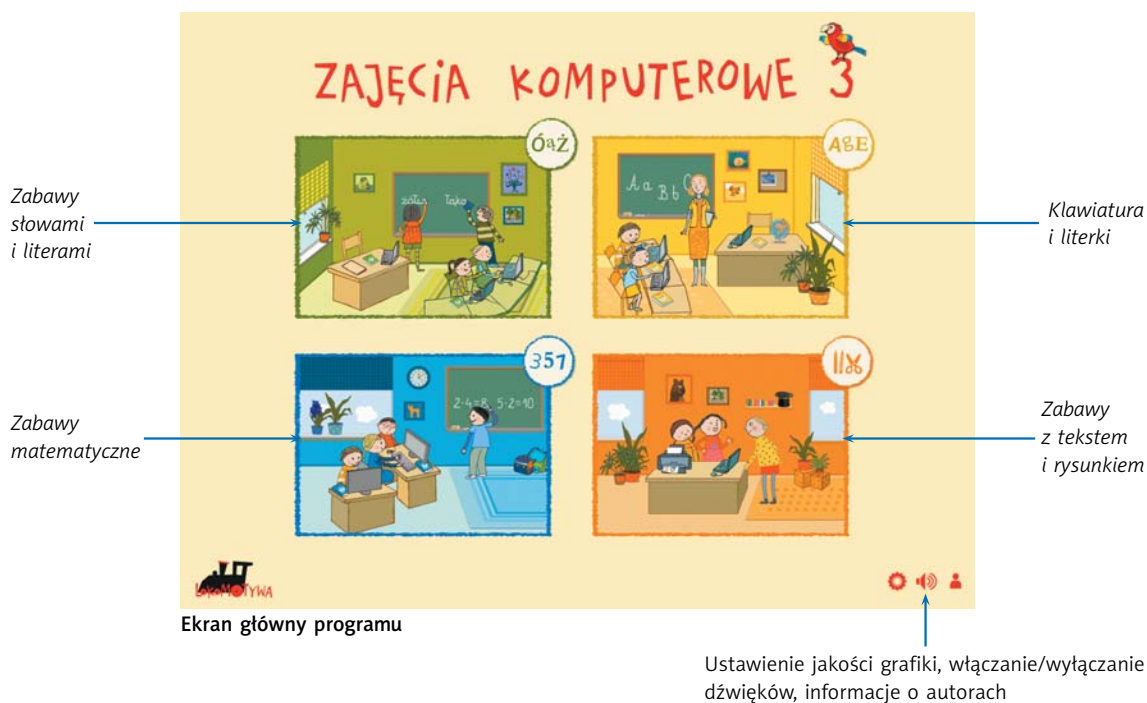 ZAJĘCiA KOMPUTEROWE 3
ÓąŻ
AgE
Zabawy
słowami
i literami
Klawiatura
i literki
Aa
Bb
C
357
2·4=8 5·2=10
Zabawy
matematyczne
Zabawy
z tekstem
i rysunkiem
LokoMOTYWA
Ekran główny programu
Ustawienie jakości grafiki, włączanie/wyłączanie
dźwięków, informacje o autorach